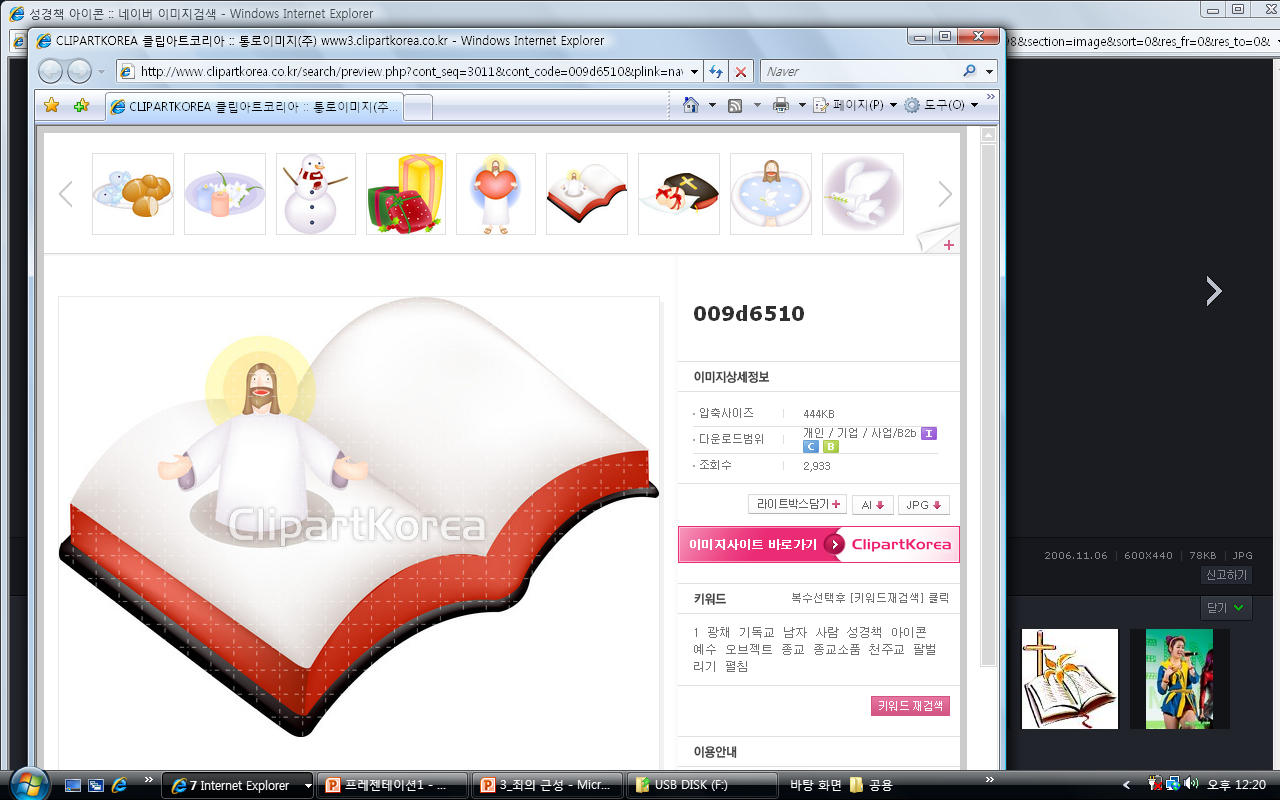 성경책 아이콘 :: 네이버 이미지검색 - Windows Internet Explorer
CLIPARTKOREA 클립아트코리아 :: 통로이미지(주) www3.clipartkorea.co.kr - Windows Internet Explorer
98&section=image&sort=0&res_fr=0&res_to=0&
http://www.clipartkorea.co.kr/search/preview.php?cont_seq=3011&cont_code=009d6510&plink=na
Naver
CLIPARTKOREA 클립아트코리아 :: 통로이미지(주...
페이지(P)
도구(O)
009d6510
이미지상세정보
압축사이즈 444KB
다운로드범위 개인 / 기업 / 사업/B2b I
C B
조회수 2,933
라이트박스담기
AI
JPG
이미지사이트 바로가기 ClipartKorea
ClipartKorea
2006.11.06 | 600X440 | 78KB | JPG
신고하기
닫기
키워드 복수선택후 [키워드재검색] 클릭
1 광채 기독교 남자 사람 성경책 아이콘
예수 오브젝트 종교 종교소품 천주교 팔벌
리기 펼침
키워드 재검색
이용안내
7 Internet Explorer
프레젠테이션1 - ...
3_죄의 근성 - Micr...
USB DISK (F:)
바탕 화면
공용
오후 12:20